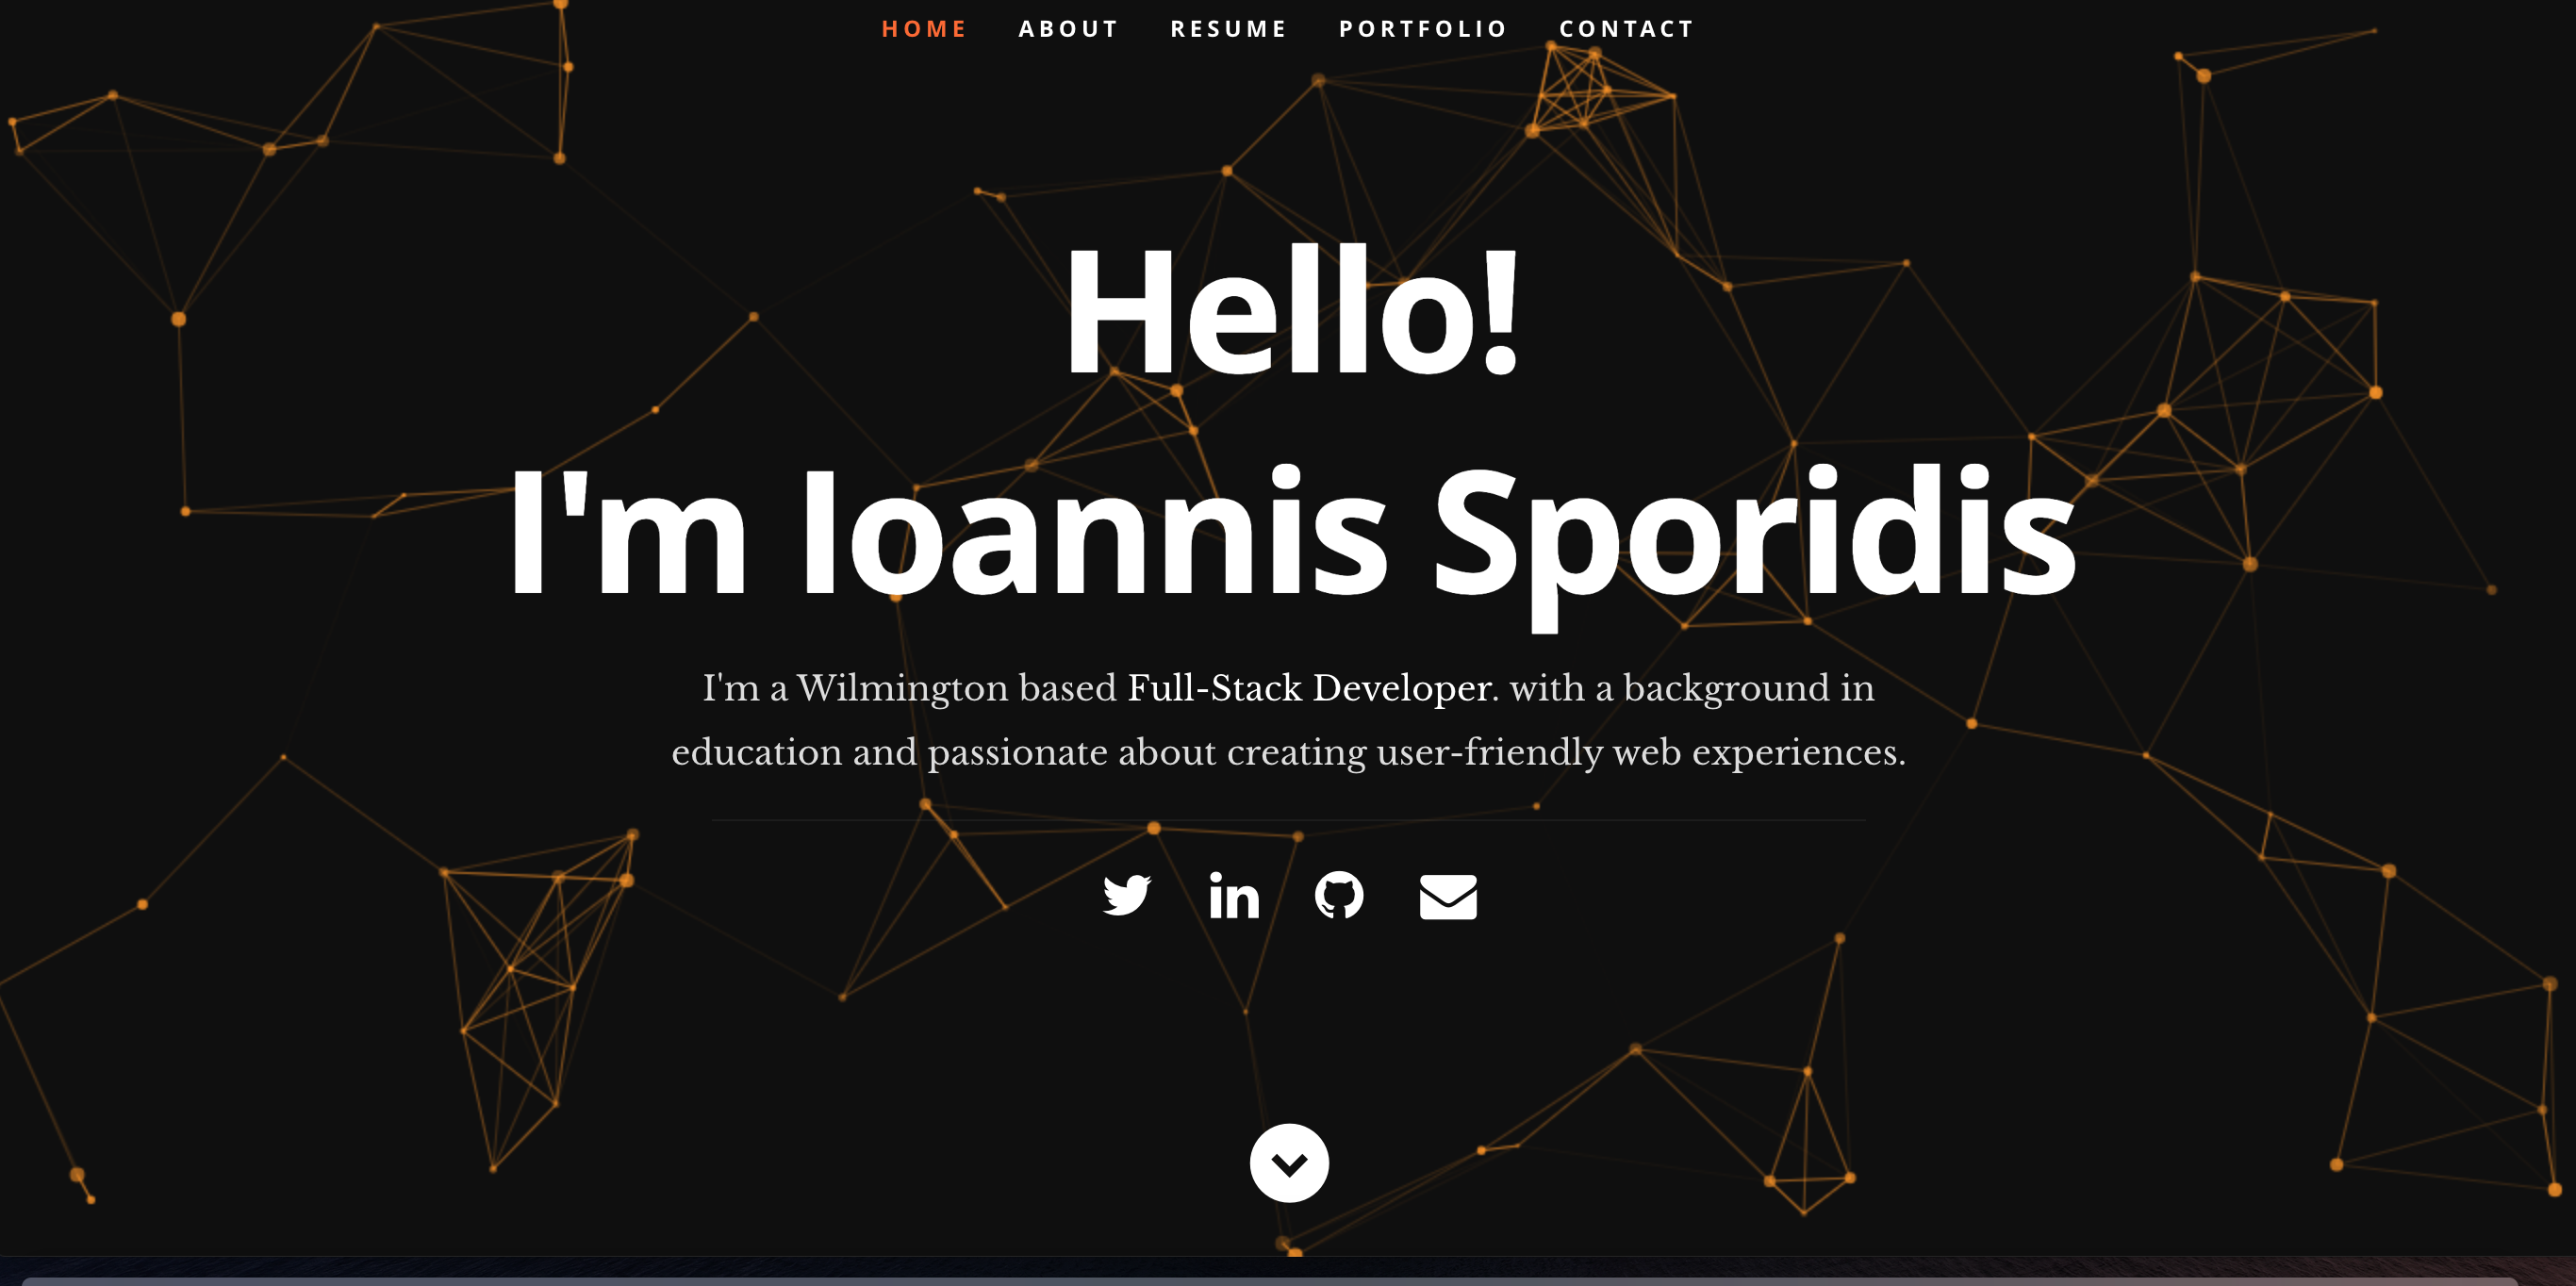 HOME ABOUT RESUME PORTFOLIO CONTACT
Hello!
I'm Ioannis Sporidis
I'm a Wilmington based Full-Stack Developer. with a background in
education and passionate about creating user-friendly web experiences.
in